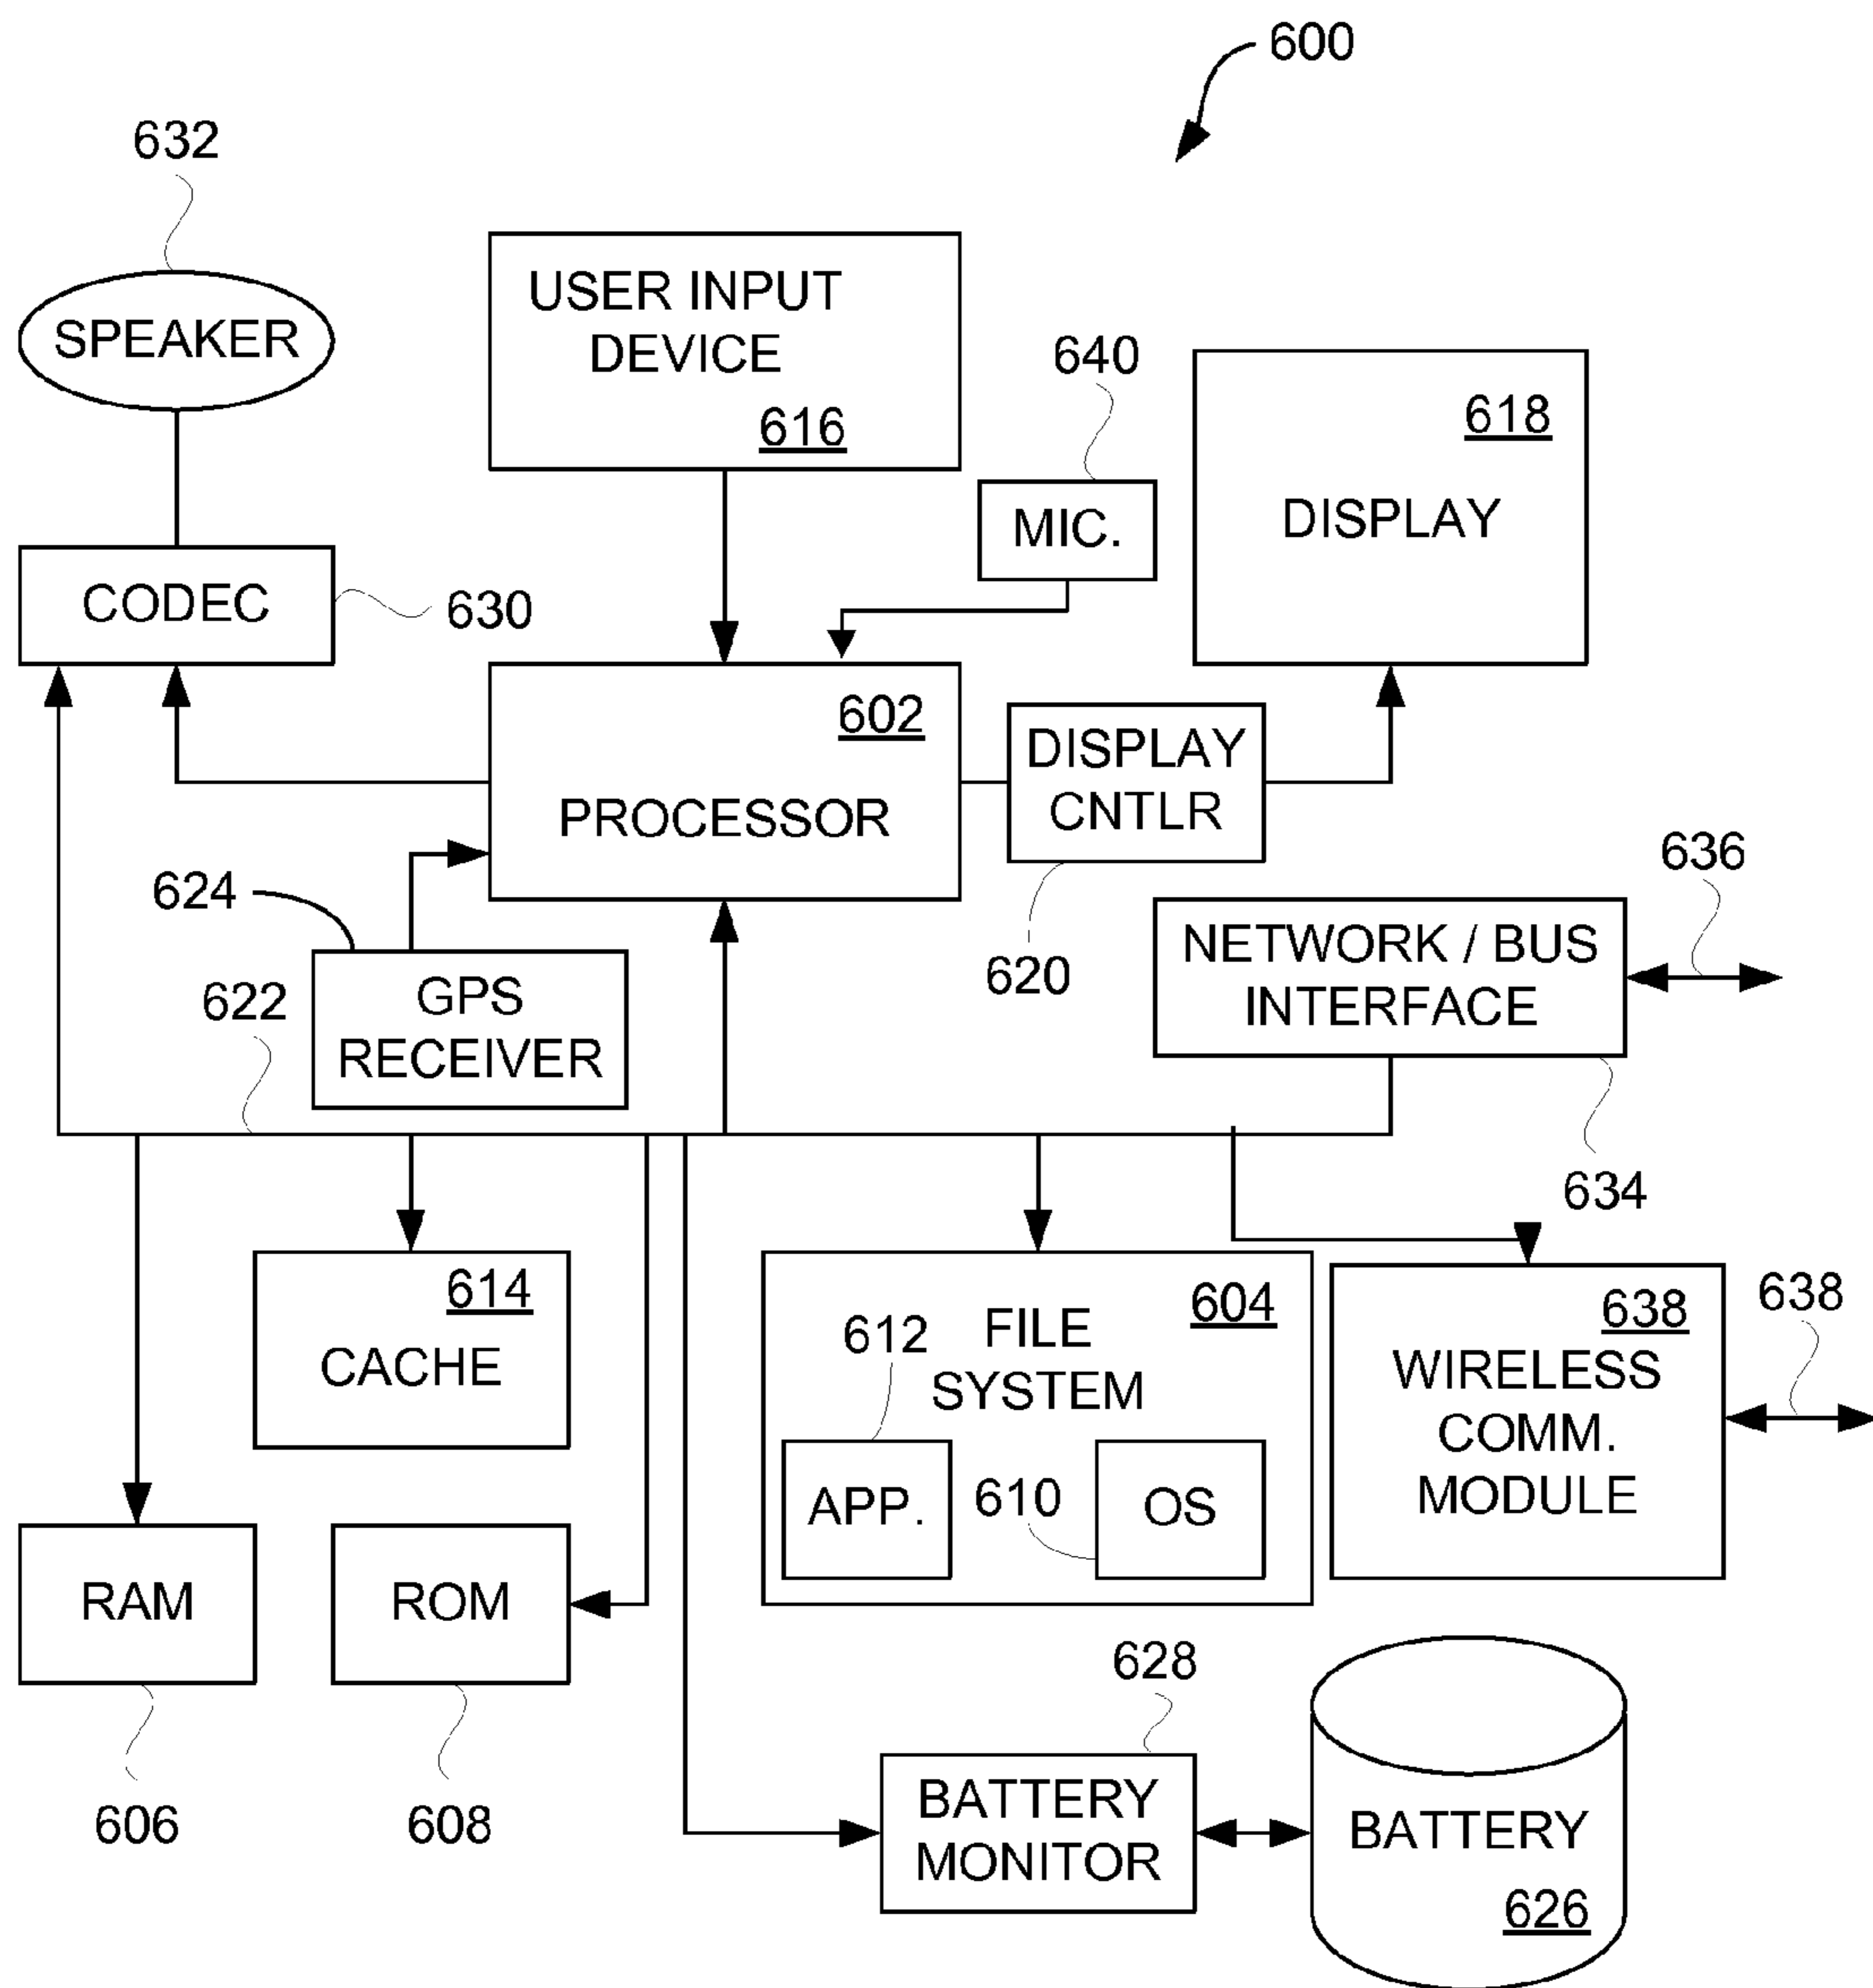 600
632
USER INPUT
DEVICE
616
SPEAKER
640
618
DISPLAY
MIC.
CODEC
630
602
PROCESSOR
DISPLAY
CNTLR
636
624
620
NETWORK / BUS
INTERFACE
622
GPS
RECEIVER
634
614
CACHE
604
FILE
SYSTEM
612
638
WIRELESS
COMM.
MODULE
638
APP.
610
OS
RAM
ROM
628
606
608
BATTERY
MONITOR
BATTERY
626